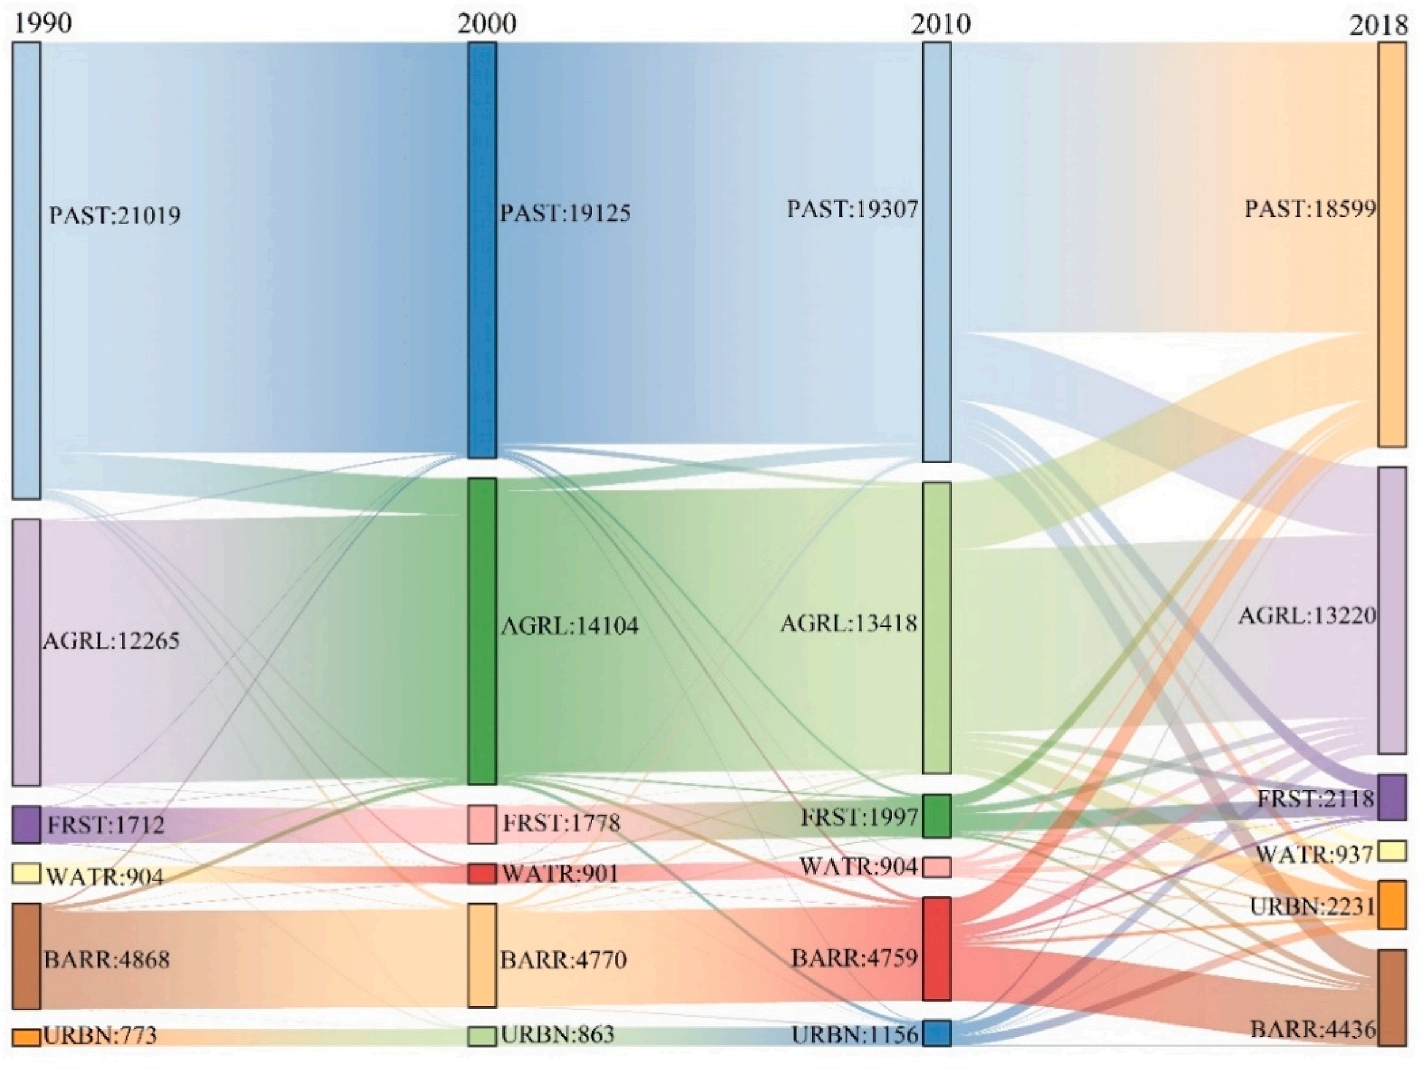 1990 2000 2010 2018
PAST:21019
PAST:19125
PAST:19307
PAST:18599
AGRL:12265
AGRL:14104
AGRL:13418
AGRL:13220
FRST:1712
FRST:1778
FRST:1997
FRST:2118
WATR:904
WATR:901
WATR:904
WATR:937
URBN:2231
BARR:4868
BARR:4770
BARR:4759
BARR:4436
URBN:773
URBN:863
URBN:1156